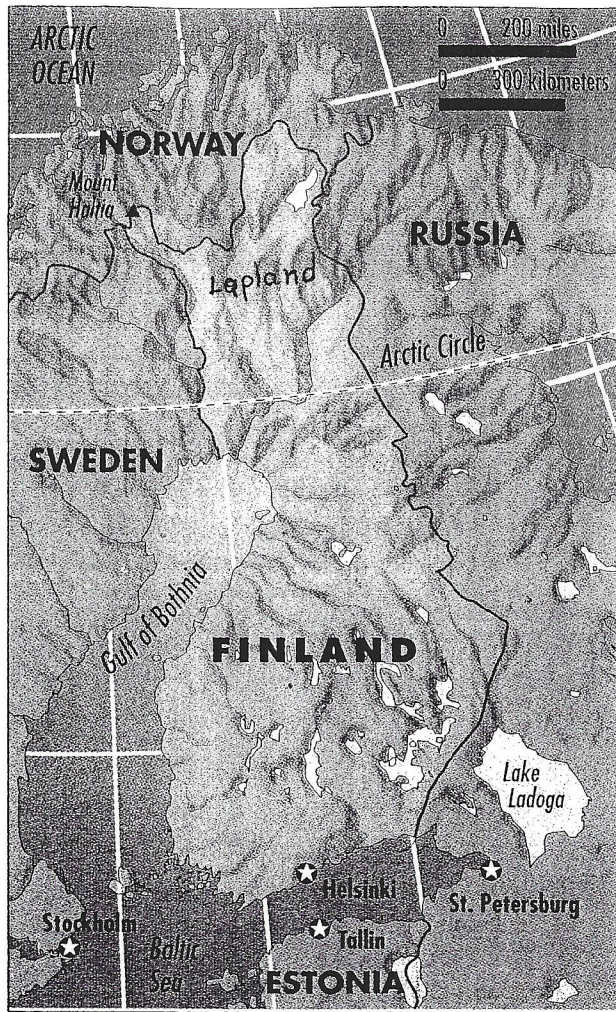 ARCTIC
OCEAN
0 200 miles
0 300 kilometers
NORWAY
Mount
Haltia
RUSSIA
Lapland
Arctic Circle
SWEDEN
Gulf of Bothnia
FINLAND
Lake
Ladoga
Helsinki
St. Petersburg
Stockholm
Tallin
Baltic
Sea
ESTONIA